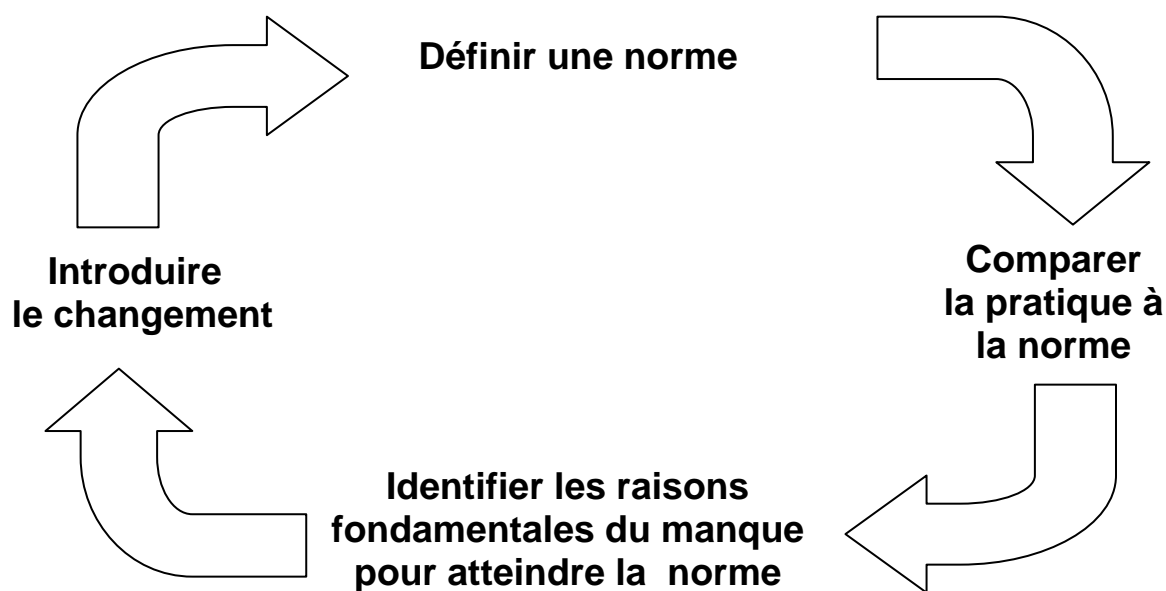 Définir une norme
Comparer
la pratique à
la norme
Identifier les raisons
fondamentales du manque
pour atteindre la  norme
Introduire
le changement